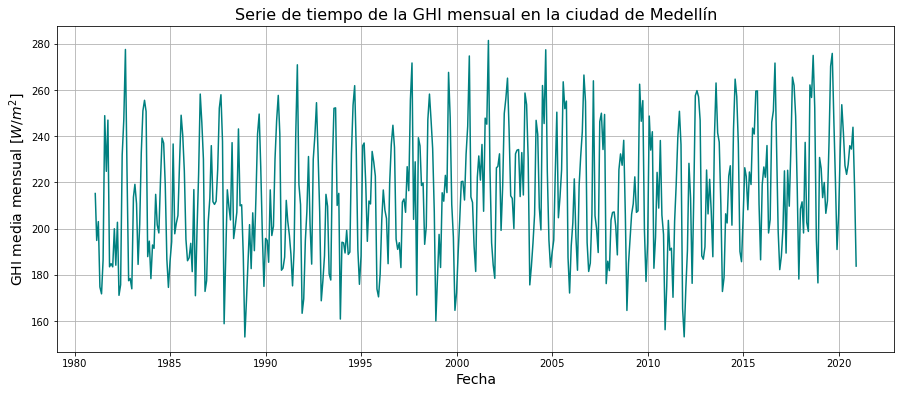 Serie de tiempo de la GHI mensual en la ciudad de Medellín
GHI media mensual [W/m²]
280
260
240
220
200
180
160
1980 1985 1990 1995 2000 2005 2010 2015 2020
Fecha